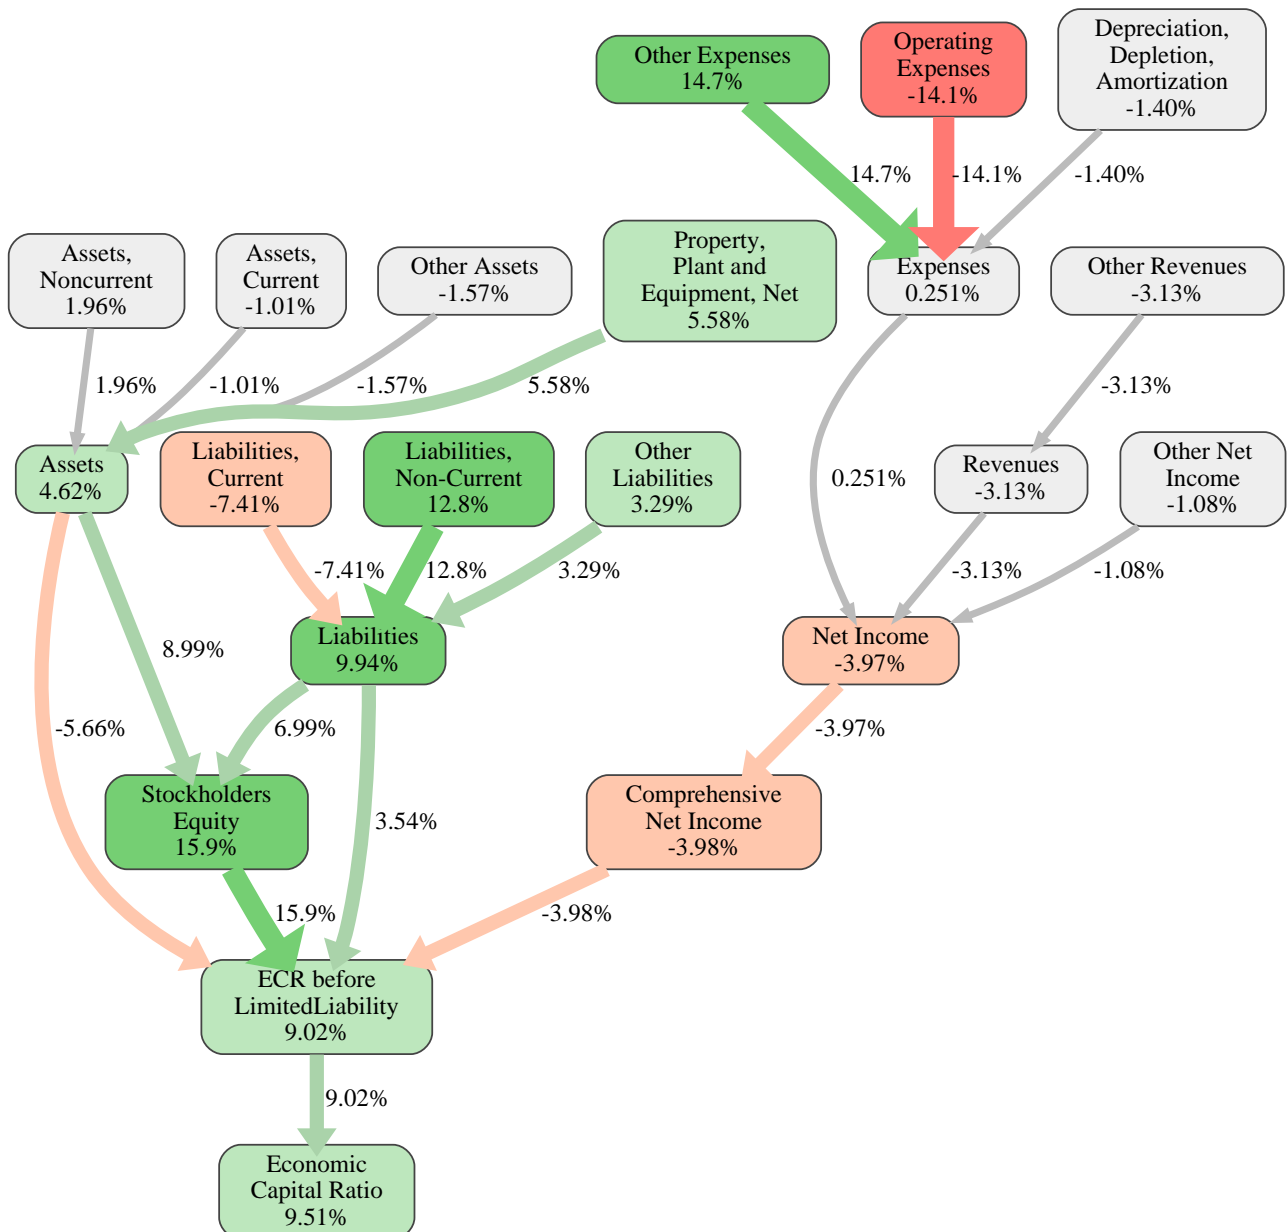 Other Expenses
14.7%
Operating
Expenses
-14.1%
Depreciation,
Depletion,
Amortization
-1.40%
14.7%
-14.1%
-1.40%
Assets,
Noncurrent
1.96%
Assets,
Current
-1.01%
Other Assets
-1.57%
Property,
Plant and
Equipment, Net
5.58%
Expenses
0.251%
Other Revenues
-3.13%
1.96%
-1.01%
-1.57%
5.58%
-3.13%
Assets
4.62%
Liabilities,
Current
-7.41%
Liabilities,
Non-Current
12.8%
Other
Liabilities
3.29%
0.251%
Revenues
-3.13%
Other Net
Income
-1.08%
-7.41%
12.8%
3.29%
-3.13%
-1.08%
8.99%
Liabilities
9.94%
Net Income
-3.97%
-5.66%
6.99%
-3.97%
Stockholders
Equity
15.9%
3.54%
Comprehensive
Net Income
-3.98%
15.9%
-3.98%
ECR before
LimitedLiability
9.02%
9.02%
Economic
Capital Ratio
9.51%